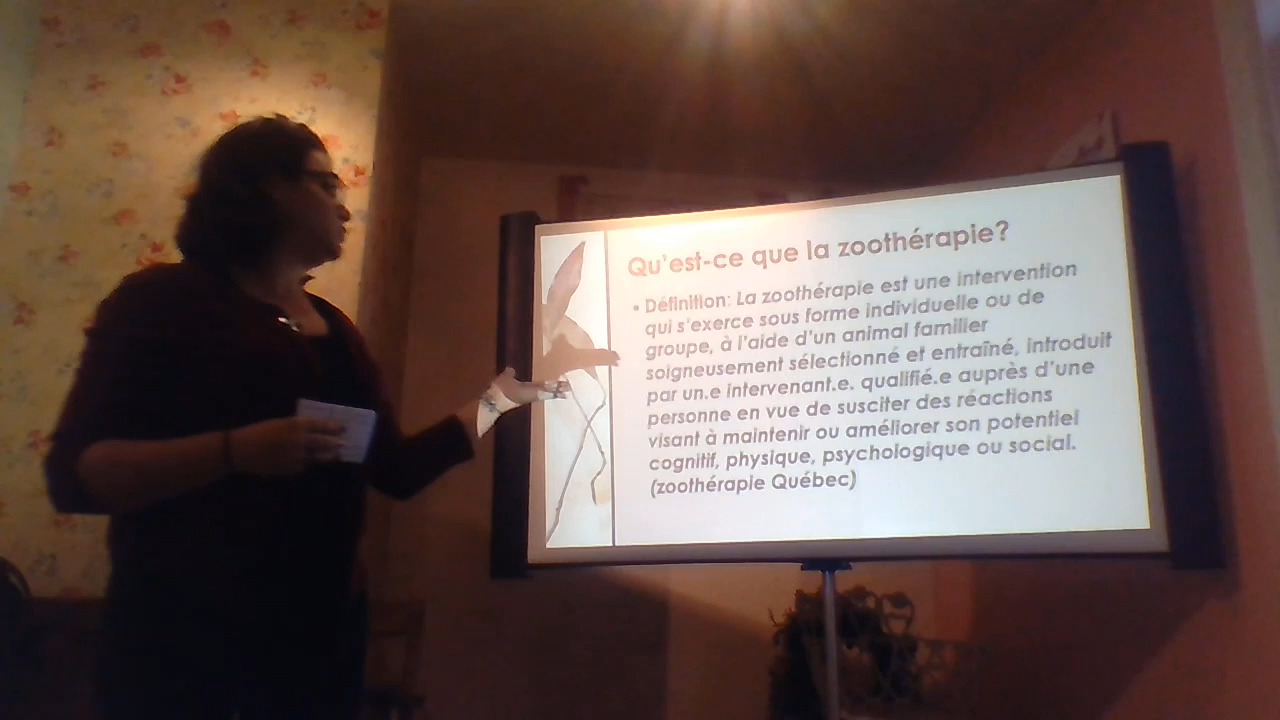 Qu'est-ce que la zoothérapie?
• Définition: La zoothérapie est une intervention
qui s'exerce sous forme individuelle ou de
groupe, à l'aide d'un animal familier
soigneusement sélectionné et entraîné, introduit
par un.e intervenant.e. qualifié.e auprès d'une
personne en vue de susciter des réactions
visant à maintenir ou améliorer son potentiel
cognitif, physique, psychologique ou social.
(zoothérapie Québec)